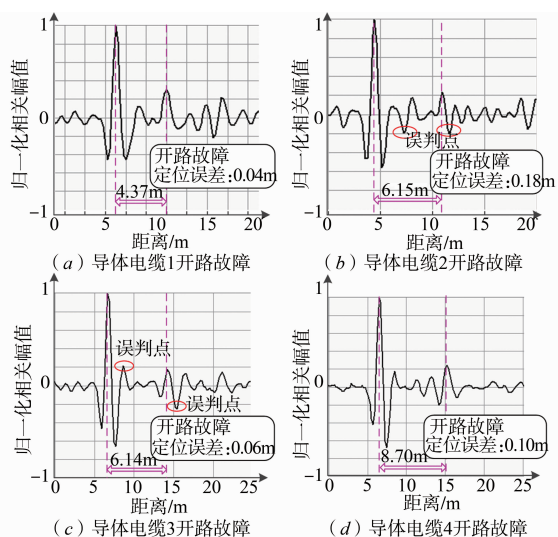 1
0
−1
归一化相关幅值
开路故障
定位误差:0.04m
4.37m
0 5 10 15 20
距离/m
(a)导体电缆1开路故障
1
0
−1
归一化相关幅值
误判点
开路故障
定位误差:0.18m
6.15m
0 5 10 15 20
距离/m
(b)导体电缆2开路故障
1
0
−1
归一化相关幅值
误判点
误判点
开路故障
定位误差:0.06m
6.14m
0 5 10 15 20 25
距离/m
(c)导体电缆3开路故障
1
0
−1
归一化相关幅值
开路故障
定位误差:0.10m
8.70m
0 5 10 15 20 25
距离/m
(d)导体电缆4开路故障